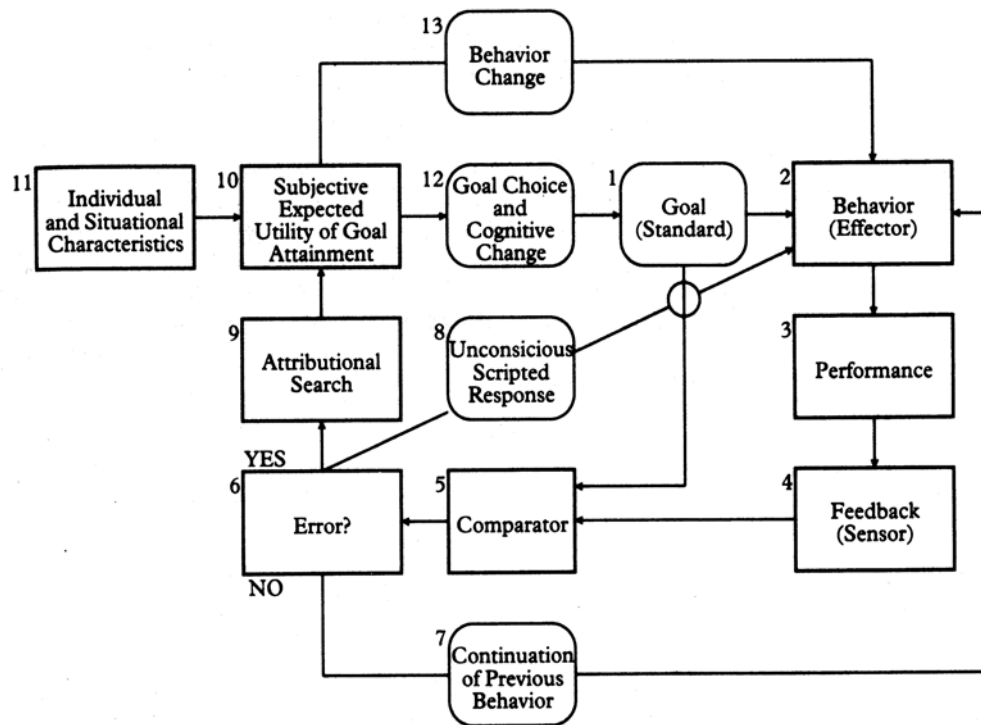 13
Behavior
Change
11
Individual
and Situational
Characteristics
10
Subjective
Expected
Utility of Goal
Attainment
12
Goal Choice
and
Cognitive
Change
1
Goal
(Standard)
2
Behavior
(Effector)
9
Attributional
Search
8
Unconsicious
Scripted
Response
3
Performance
YES
6
Error?
NO
5
Comparator
4
Feedback
(Sensor)
7
Continuation
of Previous
Behavior